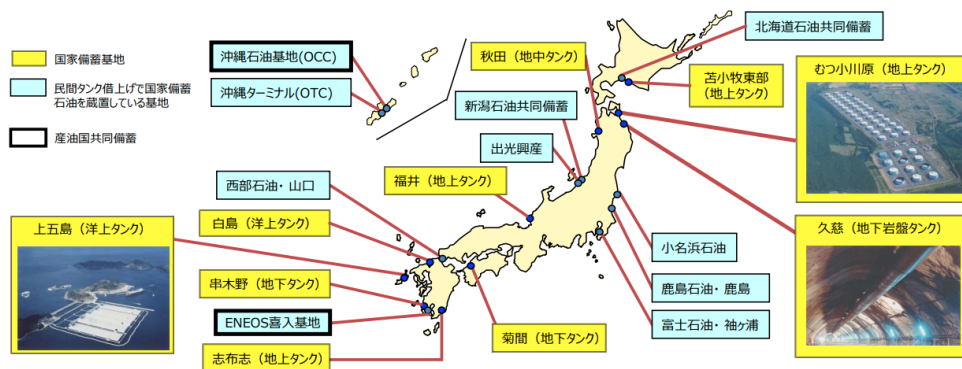 国家備蓄基地
民間タンク借上げで国家備蓄
石油を蔵置している基地
産油国共同備蓄
沖縄石油基地(OCC)
沖縄ターミナル(OTC)
北海道石油共同備蓄
秋田（地中タンク）
苫小牧東部
（地上タンク）
むつ小川原（地上タンク）
新潟石油共同備蓄
出光興産
福井（地上タンク）
西部石油・山口
白島（洋上タンク）
上五島（洋上タンク）
串木野（地下タンク）
ENEOS喜入基地
志布志（地上タンク）
菊間（地下タンク）
小名浜石油
鹿島石油・鹿島
富士石油・袖ヶ浦
久慈（地下岩盤タンク）